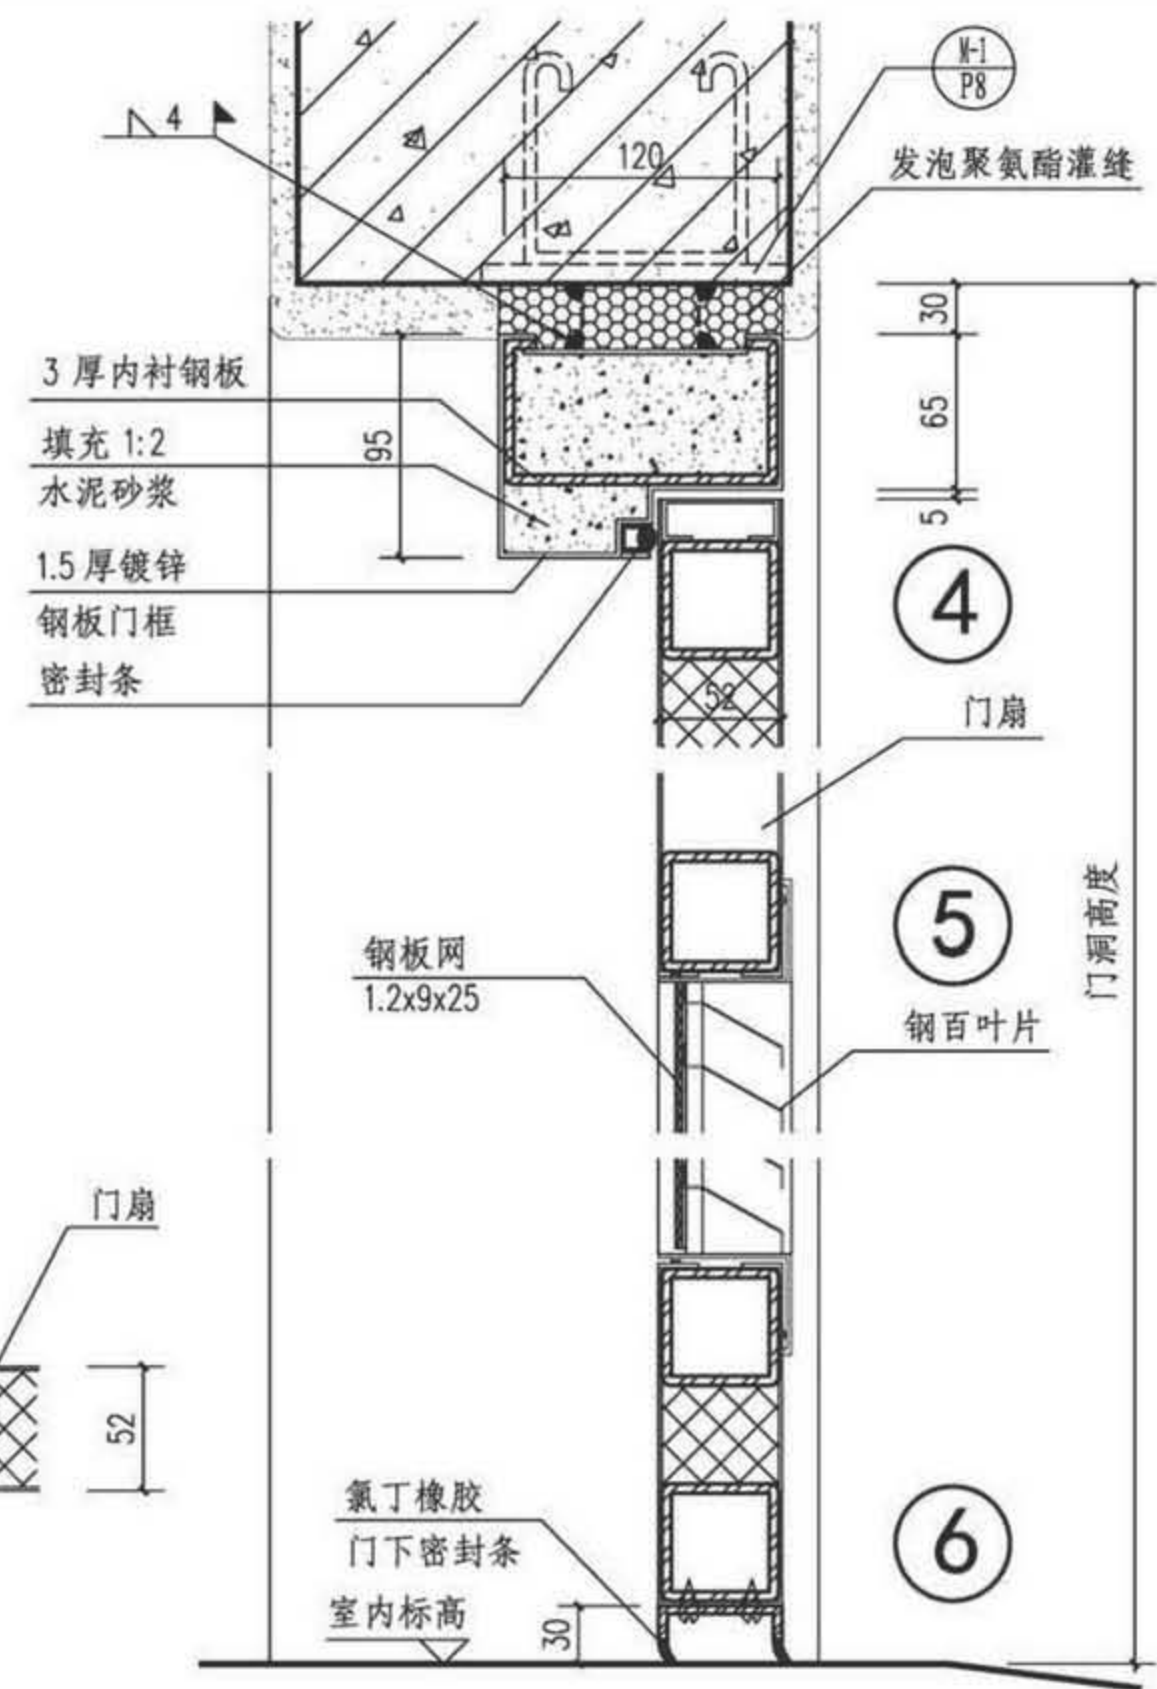 M-1
P8
4
120
发泡聚氨酯灌缝
30
3 厚内衬钢板
95
65
填充 1:2
水泥砂浆
5
1.5 厚镀锌
钢板门框
密封条
4
52
门扇
5
门洞高度
钢板网
1.2x9x25
钢百叶片
门扇
52
氯丁橡胶
门下密封条
6
室内标高
30